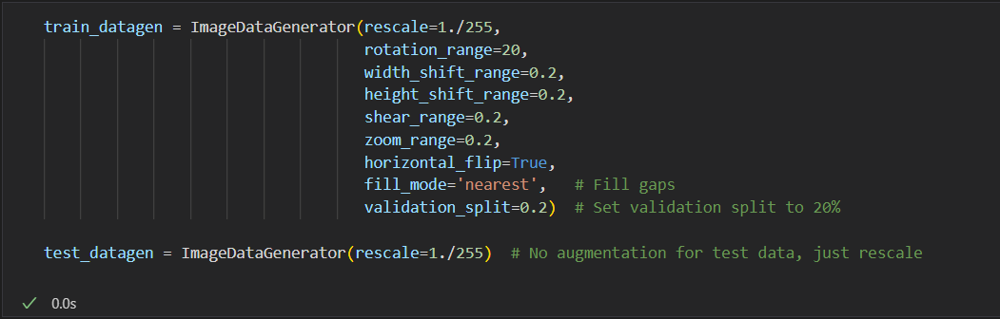 train_datagen = ImageDataGenerator(rescale=1./255,
rotation_range=20,
width_shift_range=0.2,
height_shift_range=0.2,
shear_range=0.2,
zoom_range=0.2,
horizontal_flip=True,
fill_mode='nearest',   # Fill gaps
validation_split=0.2)  # Set validation split to 20%
test_datagen = ImageDataGenerator(rescale=1./255)  # No augmentation for test data, just rescale
0.0s